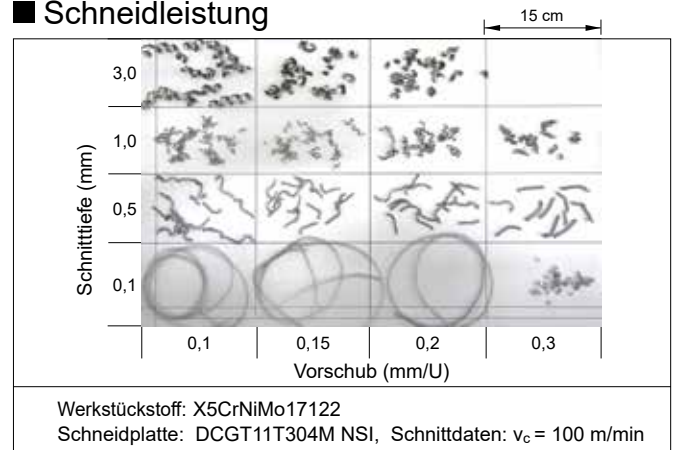 ■ Schneidleistung
15 cm
3,0
1,0
0,5
0,1
Schnitttiefe (mm)
0,1 0,15 0,2 0,3
Vorschub (mm/U)
Werkstückstoff: X5CrNiMo17122
Schneidplatte: DCGT11T304M NSI, Schnittdaten: vc = 100 m/min